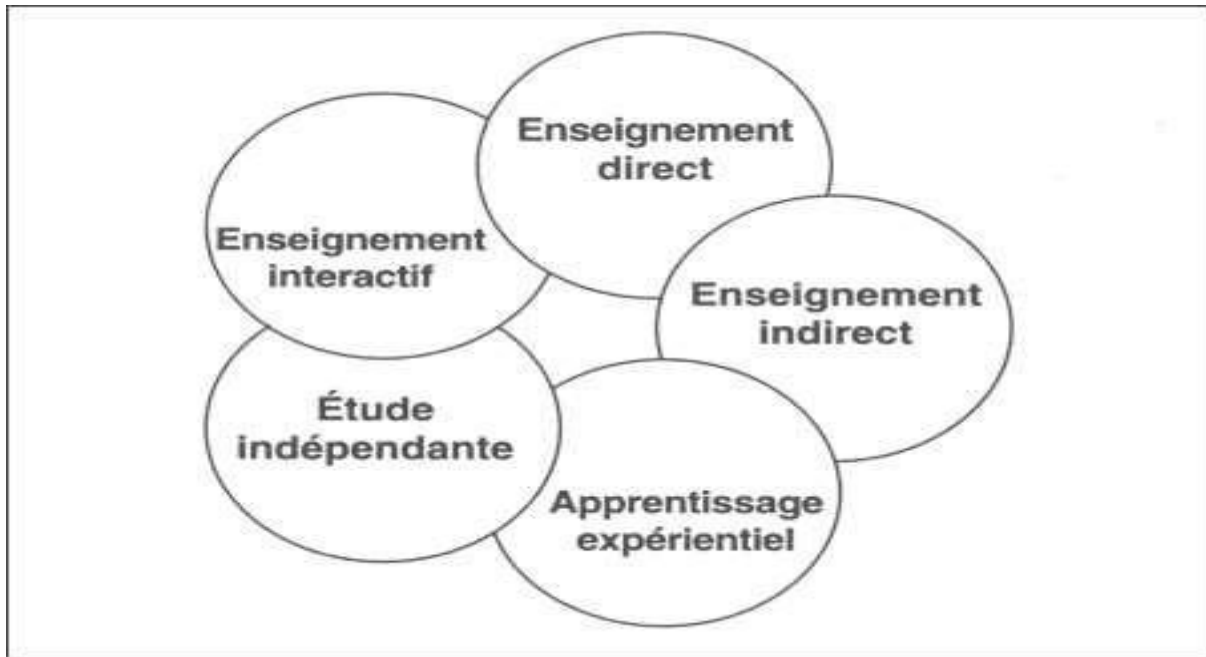 Enseignement
direct
Enseignement
interactif
Enseignement
indirect
Étude
indépendante
Apprentissage
expérientiel